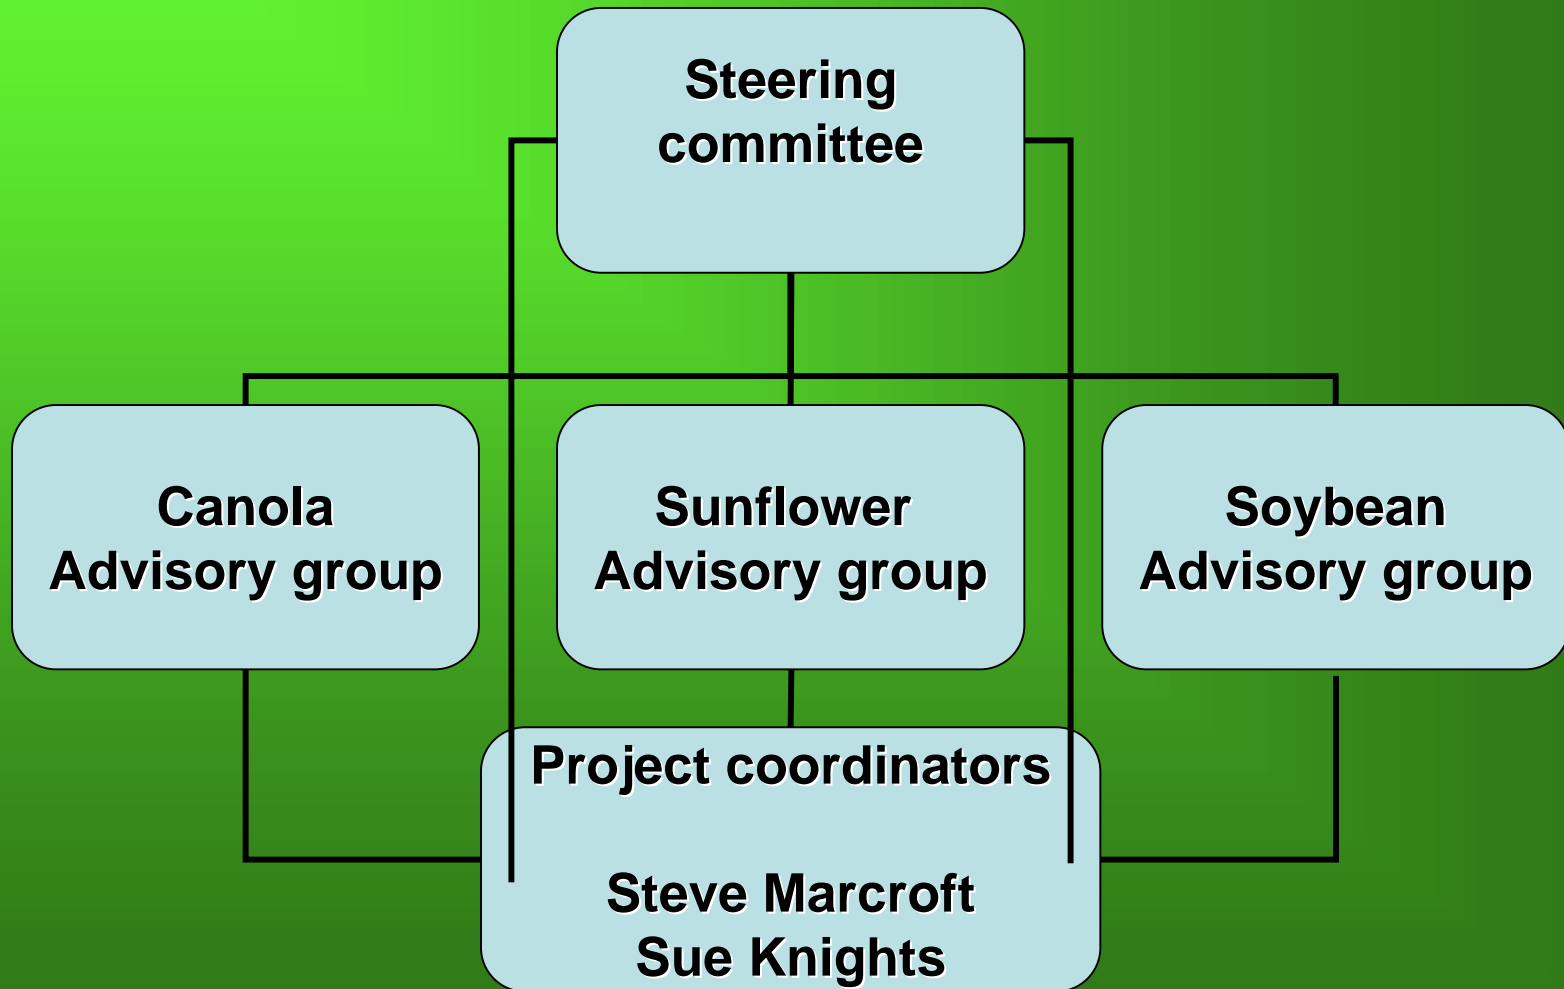 Steering
committee
Canola
Advisory group
Sunflower
Advisory group
Soybean
Advisory group
Project coordinators
Steve Marcroft
Sue Knights